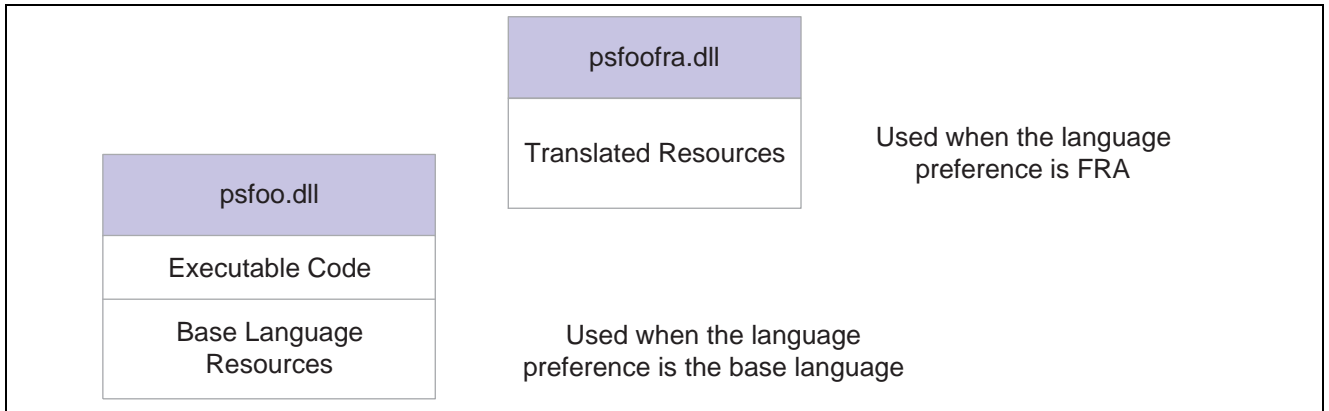 psfoofra.dll
Translated Resources
Used when the language
preference is FRA
psfoo.dll
Executable Code
Base Language
Resources
Used when the language
preference is the base language